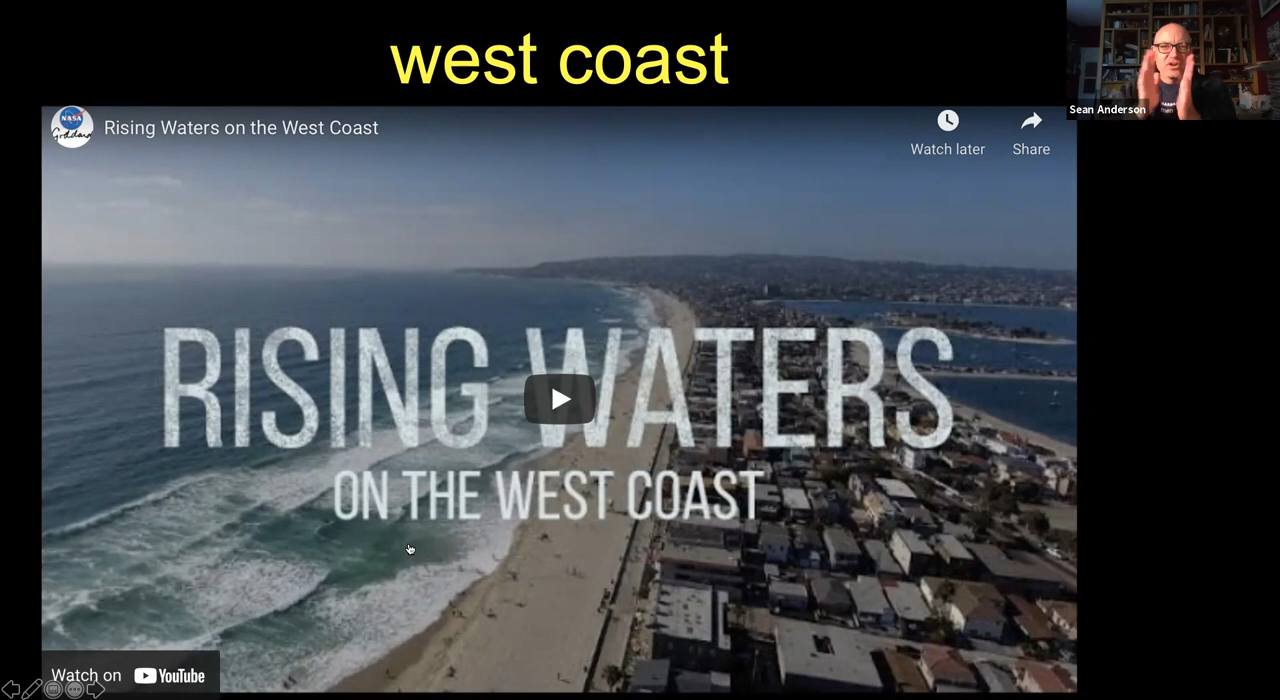 west coast
Sean Anderson
NASA
Goddard
Rising Waters on the West Coast
Watch later
Share
RISING WATERS
ON THE WEST COAST
Watch on YouTube